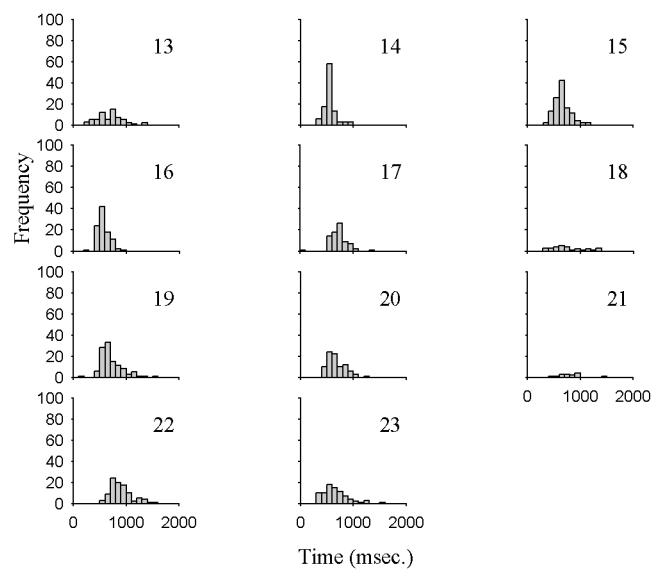 100 80 60 40 20 0 13 14 15
100 80 60 40 20 0 16 17 18
100 80 60 40 20 0 19 20 21
0 1000 2000
100 80 60 40 20 0 22 23
0 1000 2000 0 1000 2000
Frequency
Time (msec.)